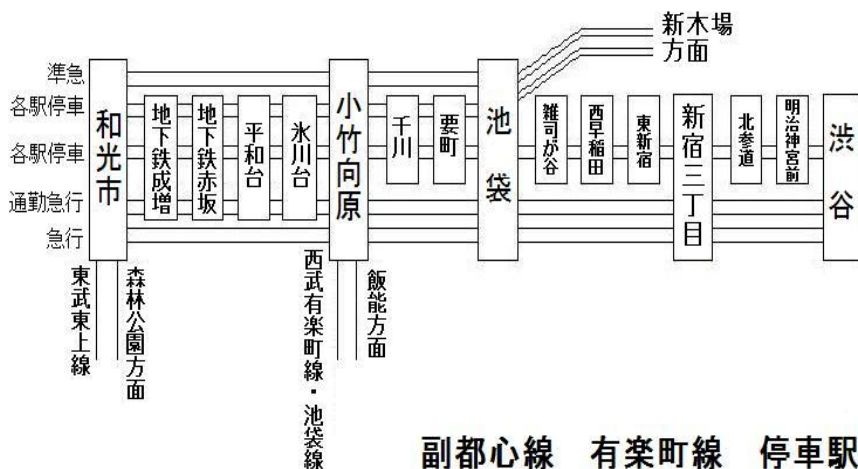 準急
各駅停車
各駅停車
通勤急行
急行
和光市
地下鉄成増
地下鉄赤坂
平和台
氷川台
小竹向原
千川
要町
池袋
新木場
方面
雑司が谷
西早稲田
東新宿
新宿三丁目
北参道
明治神宮前
渋谷
東武東上線
森林公園方面
西武有楽町線・池袋線
飯能方面
副都心線 有楽町線 停車駅